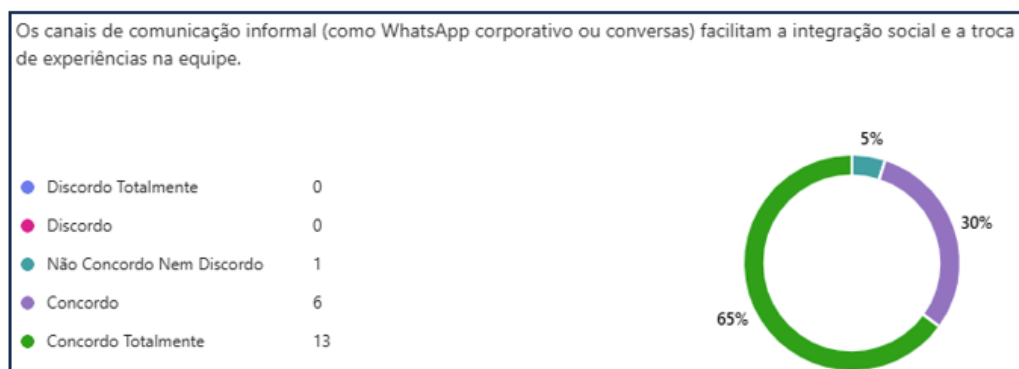 Os canais de comunicação informal (como WhatsApp corporativo ou conversas) facilitam a integração social e a troca
de experiências na equipe.
5%
Discordo Totalmente 0
Discordo 0
30%
Não Concordo Nem Discordo 1
Concordo 6
65%
Concordo Totalmente 13